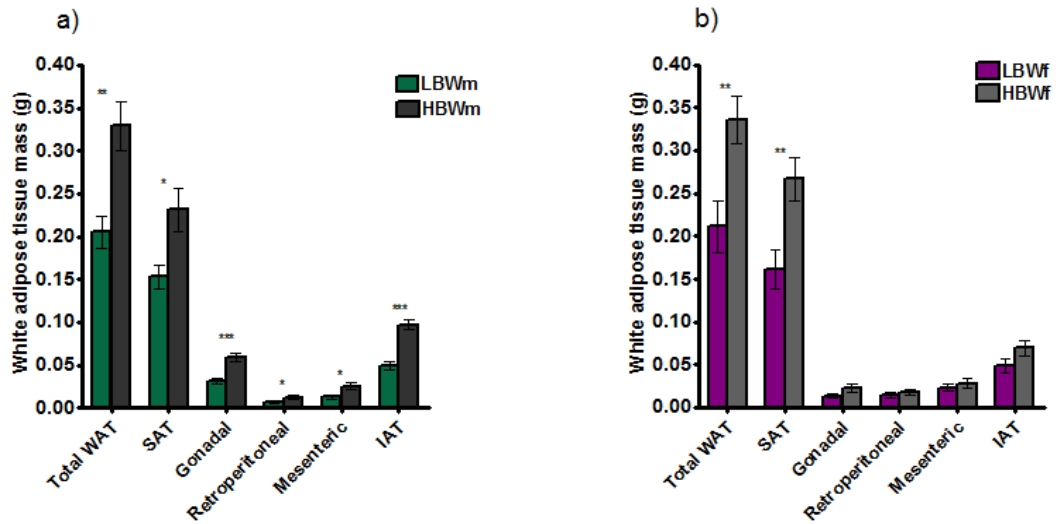 a)
White adipose tissue mass (g)
0.40
0.35
0.30
0.25
0.20
0.15
0.10
0.05
0.00
LBWm
HBWm
**
*
***
*
*
***
Total WAT
SAT
Gonadal
Retroperitoneal
Mesenteric
IAT
b)
White adipose tissue mass (g)
0.40
0.35
0.30
0.25
0.20
0.15
0.10
0.05
0.00
LBWf
HBWf
**
**
Total WAT
SAT
Gonadal
Retroperitoneal
Mesenteric
IAT